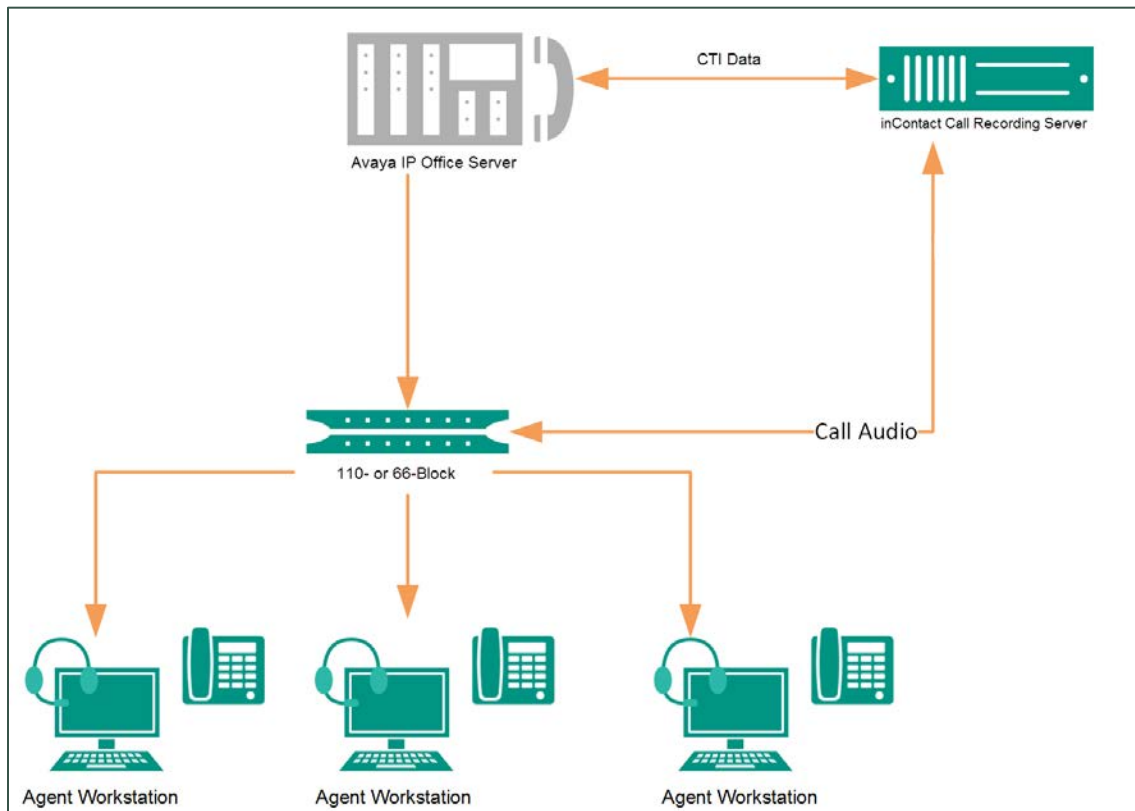 CTI Data
inContact Call Recording Server
Avaya IP Office Server
Call Audio
110- or 66-Block
Agent Workstation
Agent Workstation
Agent Workstation